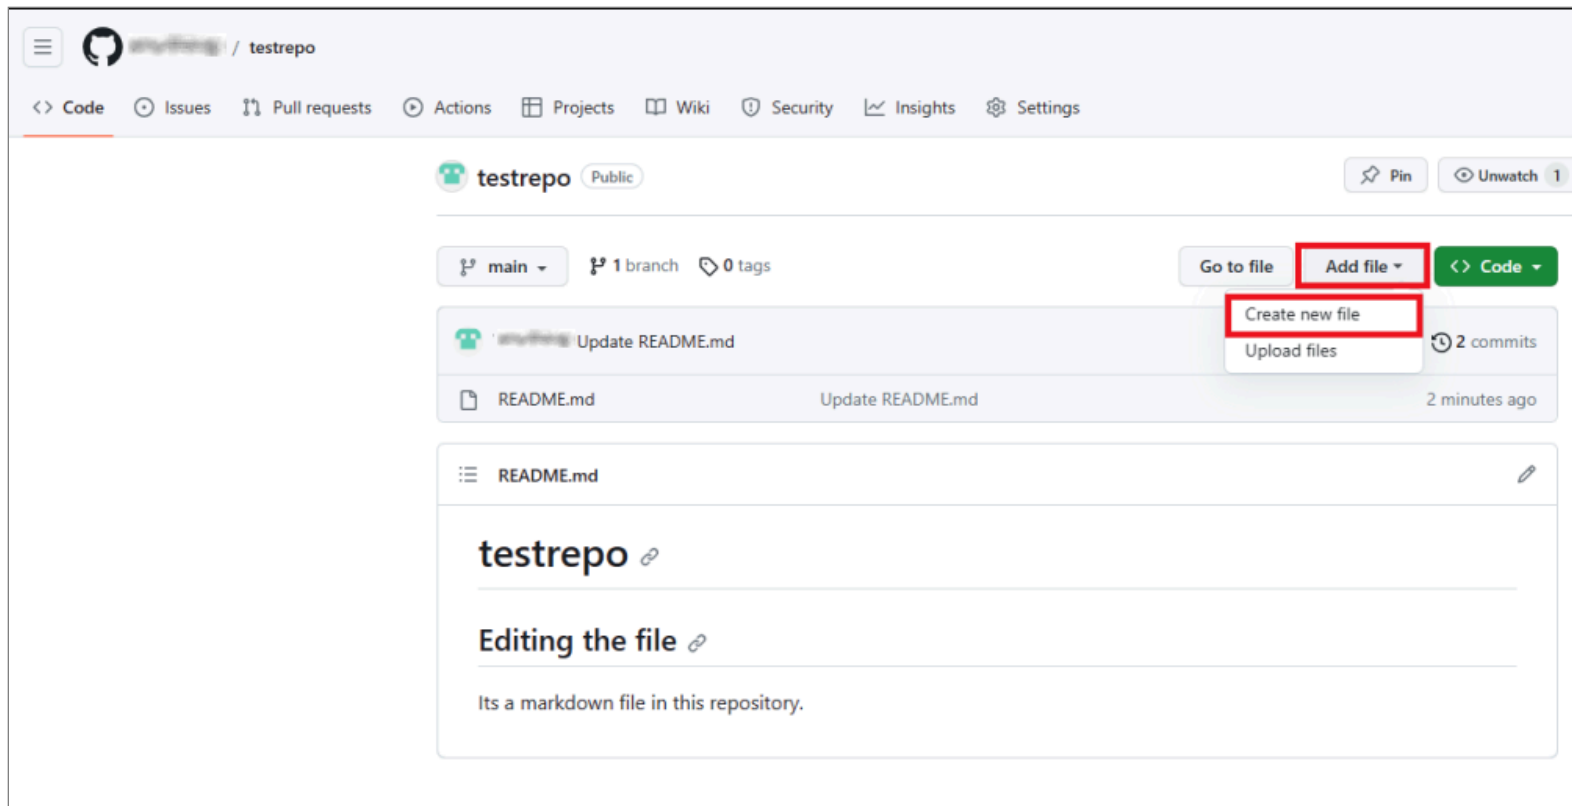 / testrepo
Code Issues Pull requests Actions Projects Wiki Security Insights Settings
testrepo Public Pin Unwatch 1
main 1 branch 0 tags Go to file Add file <> Code
Create new file
Upload files
Update README.md 2 commits
README.md Update README.md 2 minutes ago
README.md
testrepo
Editing the file
Its a markdown file in this repository.